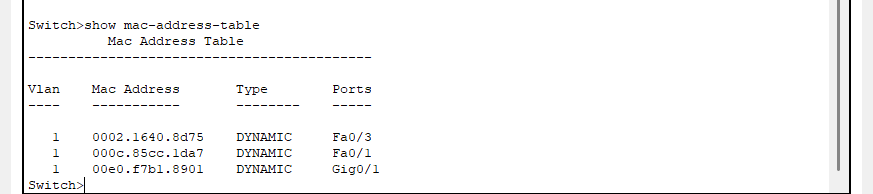 Switch>show mac-address-table
Mac Address Table
-------------------------------------------
Vlan Mac Address Type Ports
---- ----------- -------- -----
1 0002.1640.8d75 DYNAMIC Fa0/3
1 000c.85cc.1da7 DYNAMIC Fa0/1
1 00e0.f7b1.8901 DYNAMIC Gig0/1
Switch>